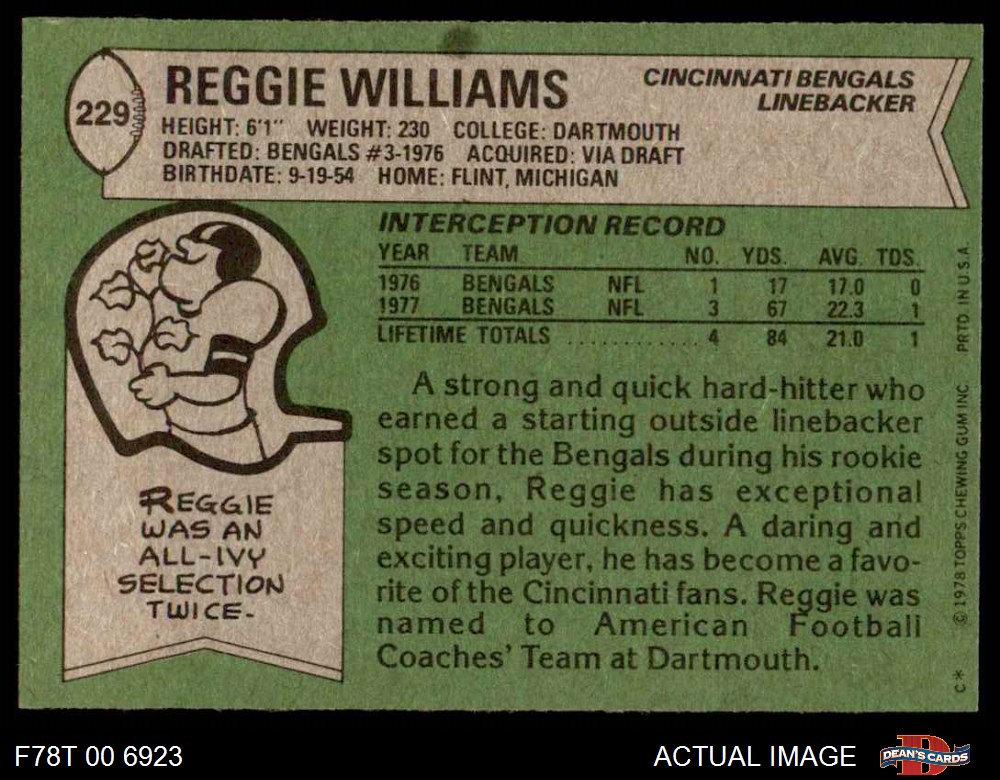 229
REGGIE WILLIAMS
CINCINNATI BENGALS
LINEBACKER
HEIGHT: 6'1" WEIGHT: 230 COLLEGE: DARTMOUTH
DRAFTED: BENGALS #3-1976 ACQUIRED: VIA DRAFT
BIRTHDATE: 9-19-54 HOME: FLINT, MICHIGAN
INTERCEPTION RECORD
YEAR TEAM NO. YDS. AVG. TDS.
1976 BENGALS NFL 1 17 17.0 0
1977 BENGALS NFL 3 67 22.3 1
LIFETIME TOTALS ............ 4 84 21.0 1
A strong and quick hard-hitter who
earned a starting outside linebacker
spot for the Bengals during his rookie
season, Reggie has exceptional
speed and quickness. A daring and
exciting player, he has become a favo-
rite of the Cincinnati fans. Reggie was
named to American Football
Coaches' Team at Dartmouth.
REGGIE
WAS AN
ALL-IVY
SELECTION
TWICE-
C* © 1978 TOPPS CHEWING GUM INC. PRTD IN U.S.A.
F78T 00 6923
ACTUAL IMAGE
DEAN'S CARDS